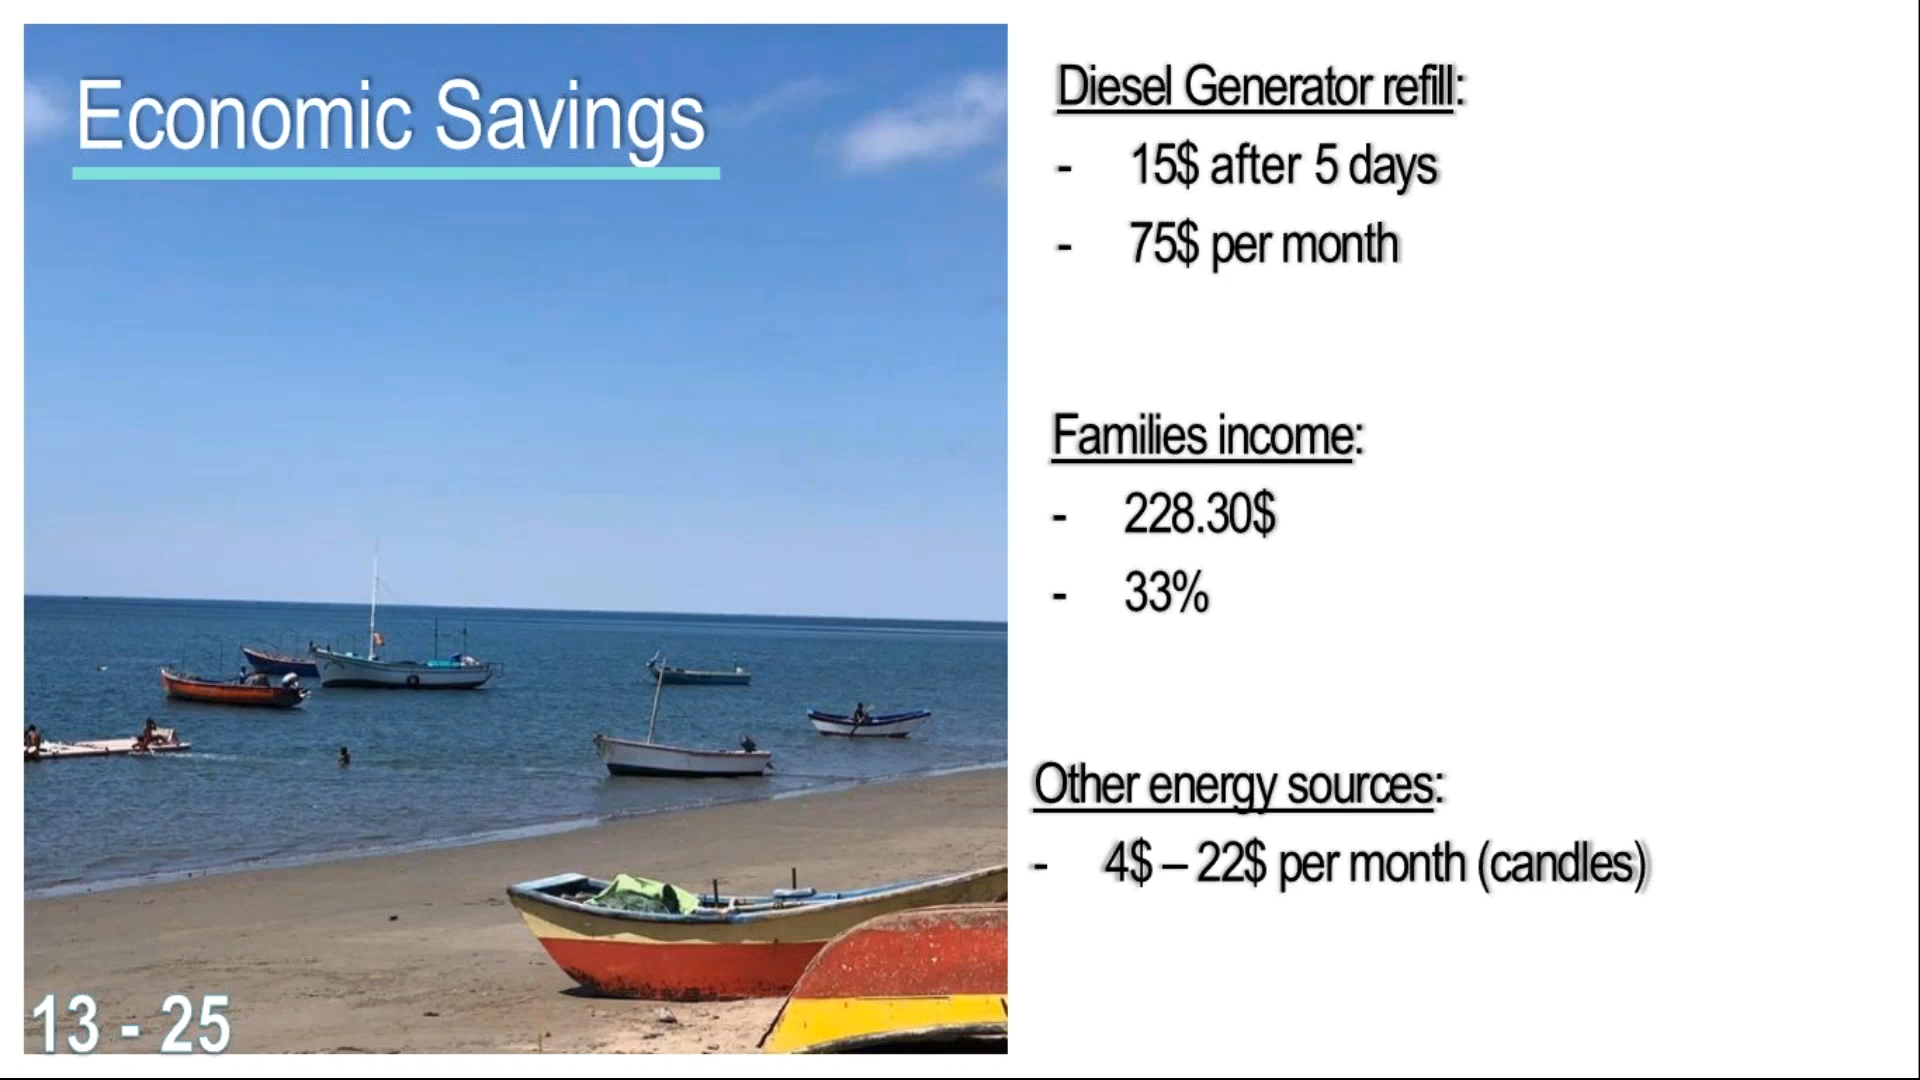 Economic Savings
Diesel Generator refill:
- 15$ after 5 days
- 75$ per month
Families income:
- 228.30$
- 33%
Other energy sources:
- 4$ – 22$ per month (candles)
13 - 25